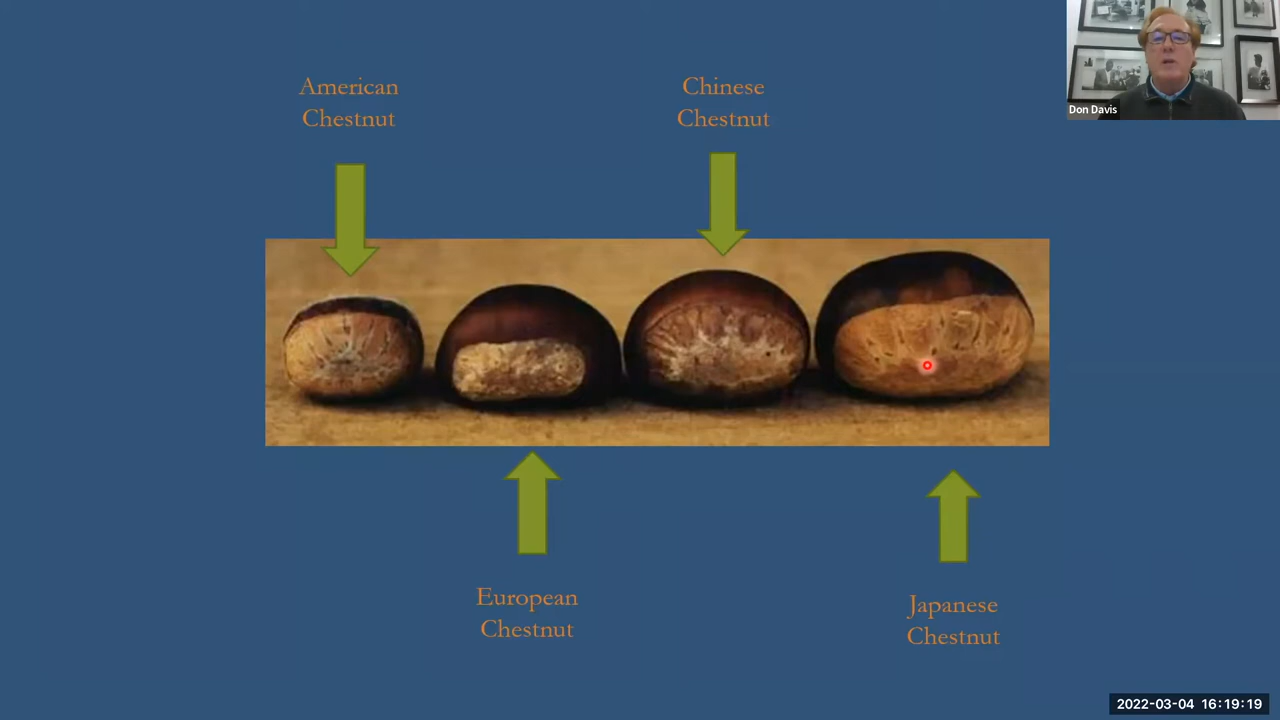 American
Chestnut
Chinese
Chestnut
Don Davis
European
Chestnut
Japanese
Chestnut
2022-03-04 16:19:19